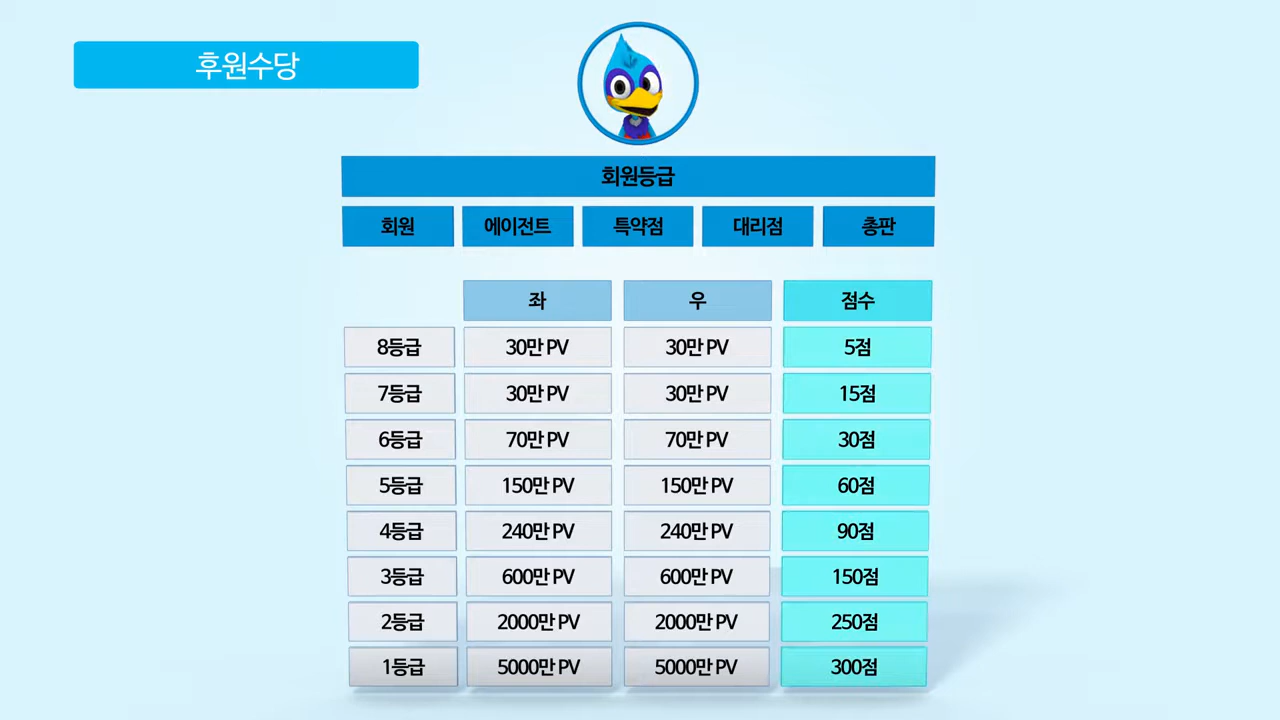 후원수당
회원등급
회원 에이전트 특약점 대리점 총판
좌 우 점수
8등급 30만 PV 30만 PV 5점
7등급 30만 PV 30만 PV 15점
6등급 70만 PV 70만 PV 30점
5등급 150만 PV 150만 PV 60점
4등급 240만 PV 240만 PV 90점
3등급 600만 PV 600만 PV 150점
2등급 2000만 PV 2000만 PV 250점
1등급 5000만 PV 5000만 PV 300점